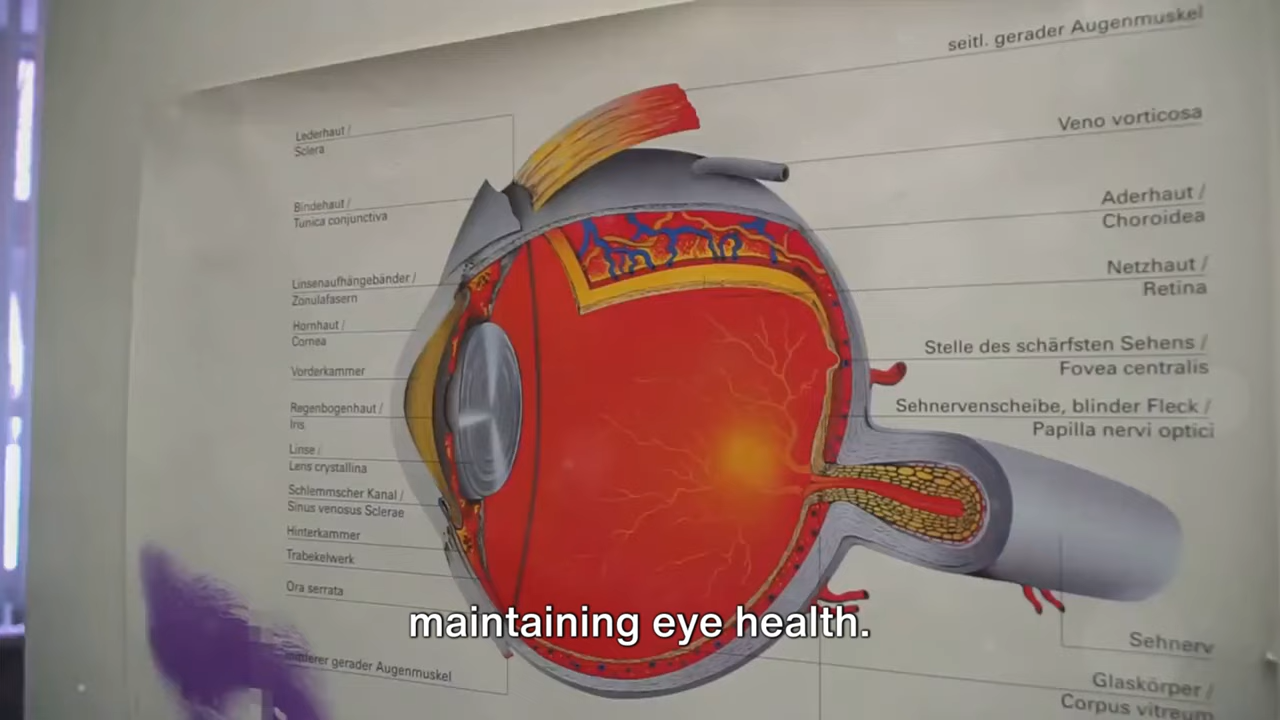 seitl. gerader Augenmuskel
Veno vorticosa
Aderhaut /
Choroidea
Netzhaut /
Retina
Stelle des schärfsten Sehens /
Fovea centralis
Sehnervenscheibe, blinder Fleck /
Papilla nervi optici
Sehnerv
Glaskörper /
Corpus vitreum
Lederhaut /
Sclera
Bindehaut /
Tunica conjunctiva
Linsenaufhängebänder /
Zonulafasern
Hornhaut /
Cornea
Vorderkammer
Regenbogenhaut /
Iris
Linse /
Lens crystallina
Schlemmscher Kanal /
Sinus venosus Sclerae
Hinterkammer
Trabekelwerk
Ora serrata
gerader Augenmuskel
maintaining eye health.